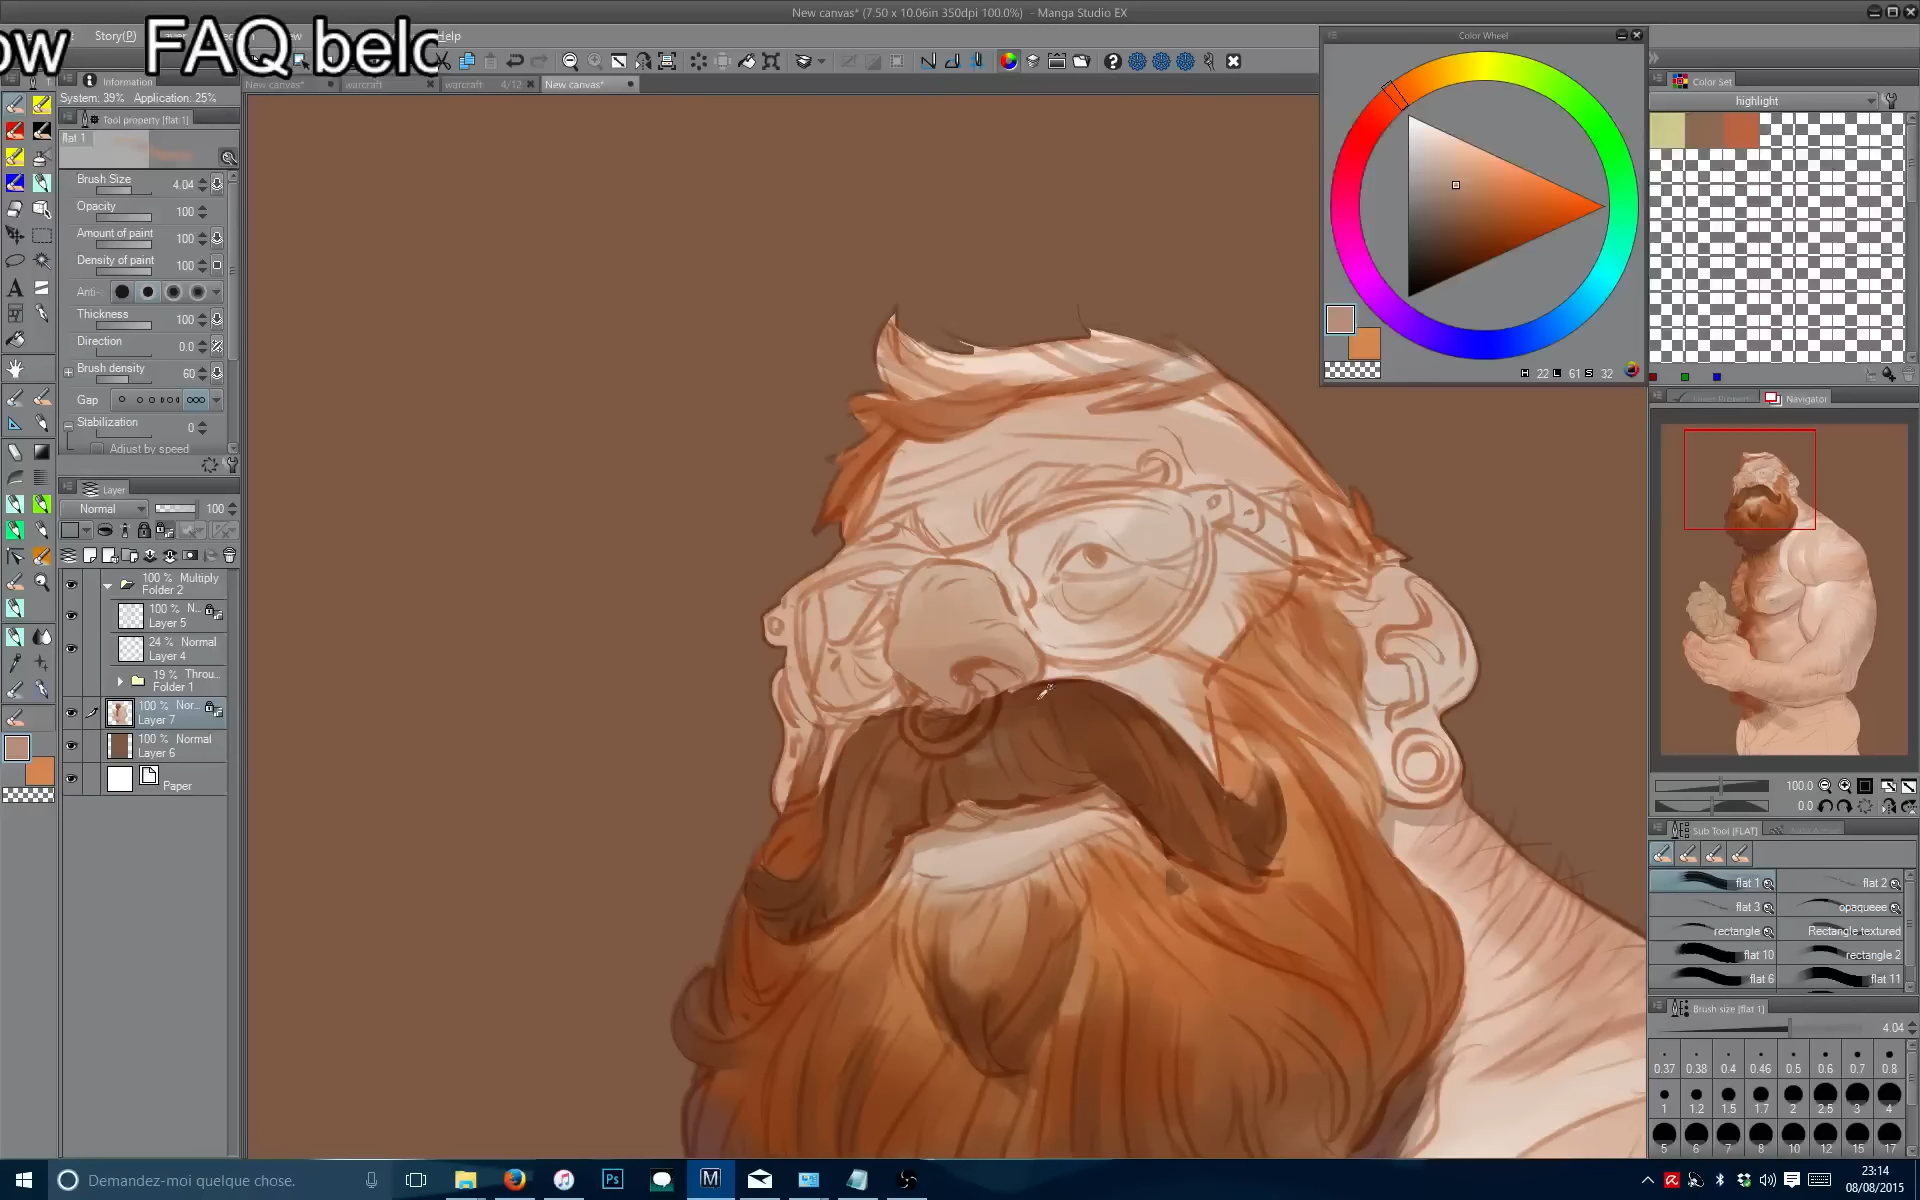 New canvas* (7.50 x 10.06in 350dpi 100.0%) - Manga Studio EX
ow FAQ belo
Story(P)
Help
Information
New canvas*
warcraft
warcraft 4/12
New canvas*
System: 39% Application: 25%
Tool property [flat 1]
flat 1
Brush Size 4.04
Opacity 100
Amount of paint 100
Density of paint 100
Anti-
Thickness 100
Direction 0.0
Brush density 60
Gap
Stabilization 0
Adjust by speed
Layer
Normal 100
100 % Multiply
Folder 2
100 % N...
Layer 5
24 % Normal
Layer 4
19 % Throu...
Folder 1
100 % Nor...
Layer 7
100 % Normal
Layer 6
Paper
Color Wheel
H 22 L 61 S 32
Color Set
highlight
Navigator
100.0
0.0
Sub Tool [FLAT]
flat 1
flat 2
flat 3
opaqueee
rectangle
Rectangle textured
flat 10
rectangle 2
flat 6
flat 11
Brush size [flat 1]
4.04
0.37 0.38 0.4 0.46 0.5 0.6 0.7 0.8
1 1.2 1.5 1.7 2 2.5 3 4
5 6 7 8 10 12 15 17
Demandez-moi quelque chose.
Ps
M
23:14
08/08/2015